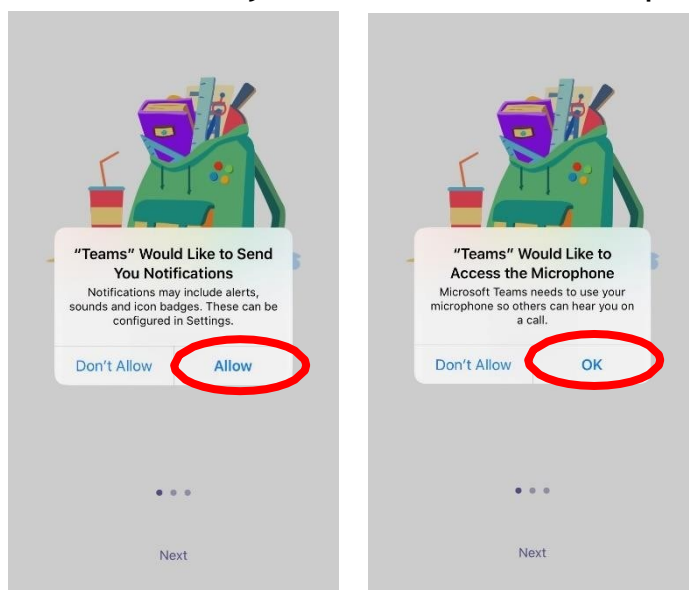 "Teams" Would Like to Send
You Notifications
Notifications may include alerts,
sounds and icon badges. These can be
configured in Settings.
Don't Allow
Allow
Next
"Teams" Would Like to
Access the Microphone
Microsoft Teams needs to use your
microphone so others can hear you on
a call.
Don't Allow
OK
Next